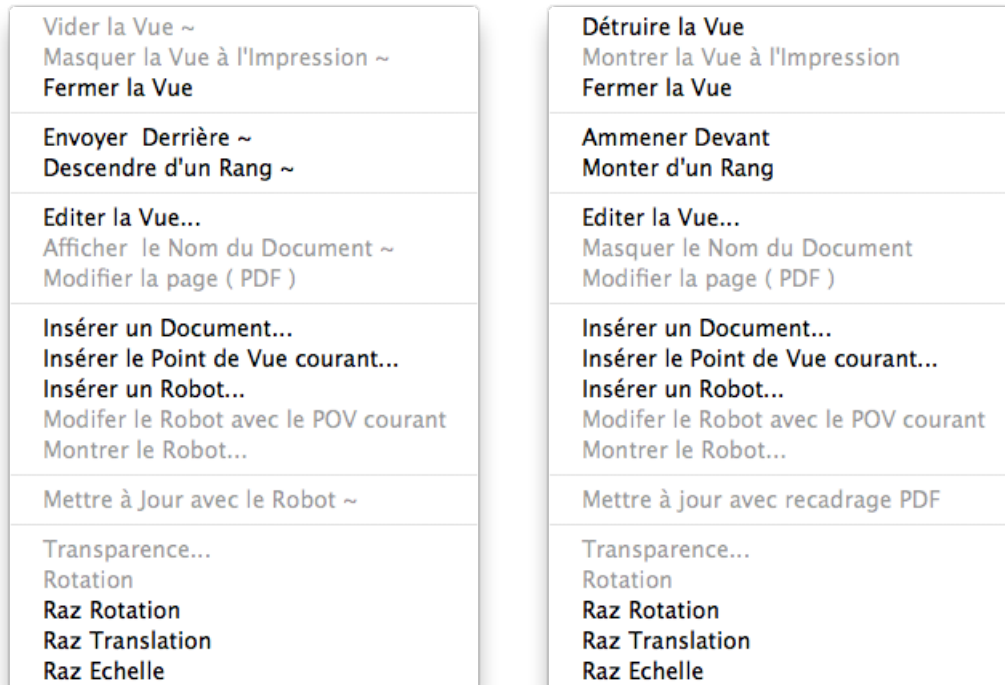 Vider la Vue ~
Masquer la Vue à l'Impression ~
Fermer la Vue
Envoyer  Derrière ~
Descendre d'un Rang ~
Editer la Vue...
Afficher  le Nom du Document ~
Modifier la page ( PDF )
Insérer un Document...
Insérer le Point de Vue courant...
Insérer un Robot...
Modifer le Robot avec le POV courant
Montrer le Robot...
Mettre à Jour avec le Robot ~
Transparence...
Rotation
Raz Rotation
Raz Translation
Raz Echelle
Détruire la Vue
Montrer la Vue à l'Impression
Fermer la Vue
Ammener Devant
Monter d'un Rang
Editer la Vue...
Masquer le Nom du Document
Modifier la page ( PDF )
Insérer un Document...
Insérer le Point de Vue courant...
Insérer un Robot...
Modifer le Robot avec le POV courant
Montrer le Robot...
Mettre à jour avec recadrage PDF
Transparence...
Rotation
Raz Rotation
Raz Translation
Raz Echelle